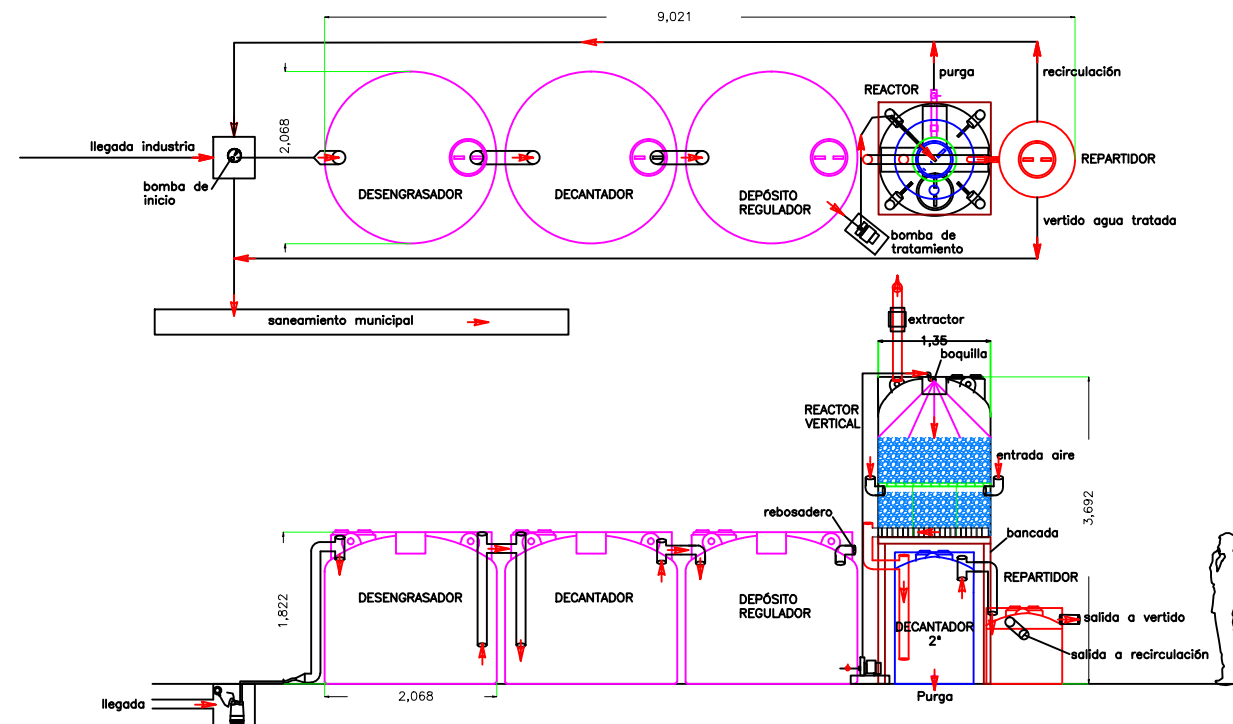 9,021
purga
recirculación
REACTOR
llegada industria
2,068
bomba de
inicio
DESENGRASADOR
DECANTADOR
DEPÓSITO
REGULADOR
REPARTIDOR
bomba de
tratamiento
vertido agua tratada
saneamiento municipal
extractor
1,35
boquilla
REACTOR
VERTICAL
entrada aire
3,692
rebosadero
bancada
1,822
DESENGRASADOR
DECANTADOR
DEPÓSITO
REGULADOR
REPARTIDOR
DECANTADOR
2ª
salida a vertido
salida a recirculación
2,068
Purga
llegada